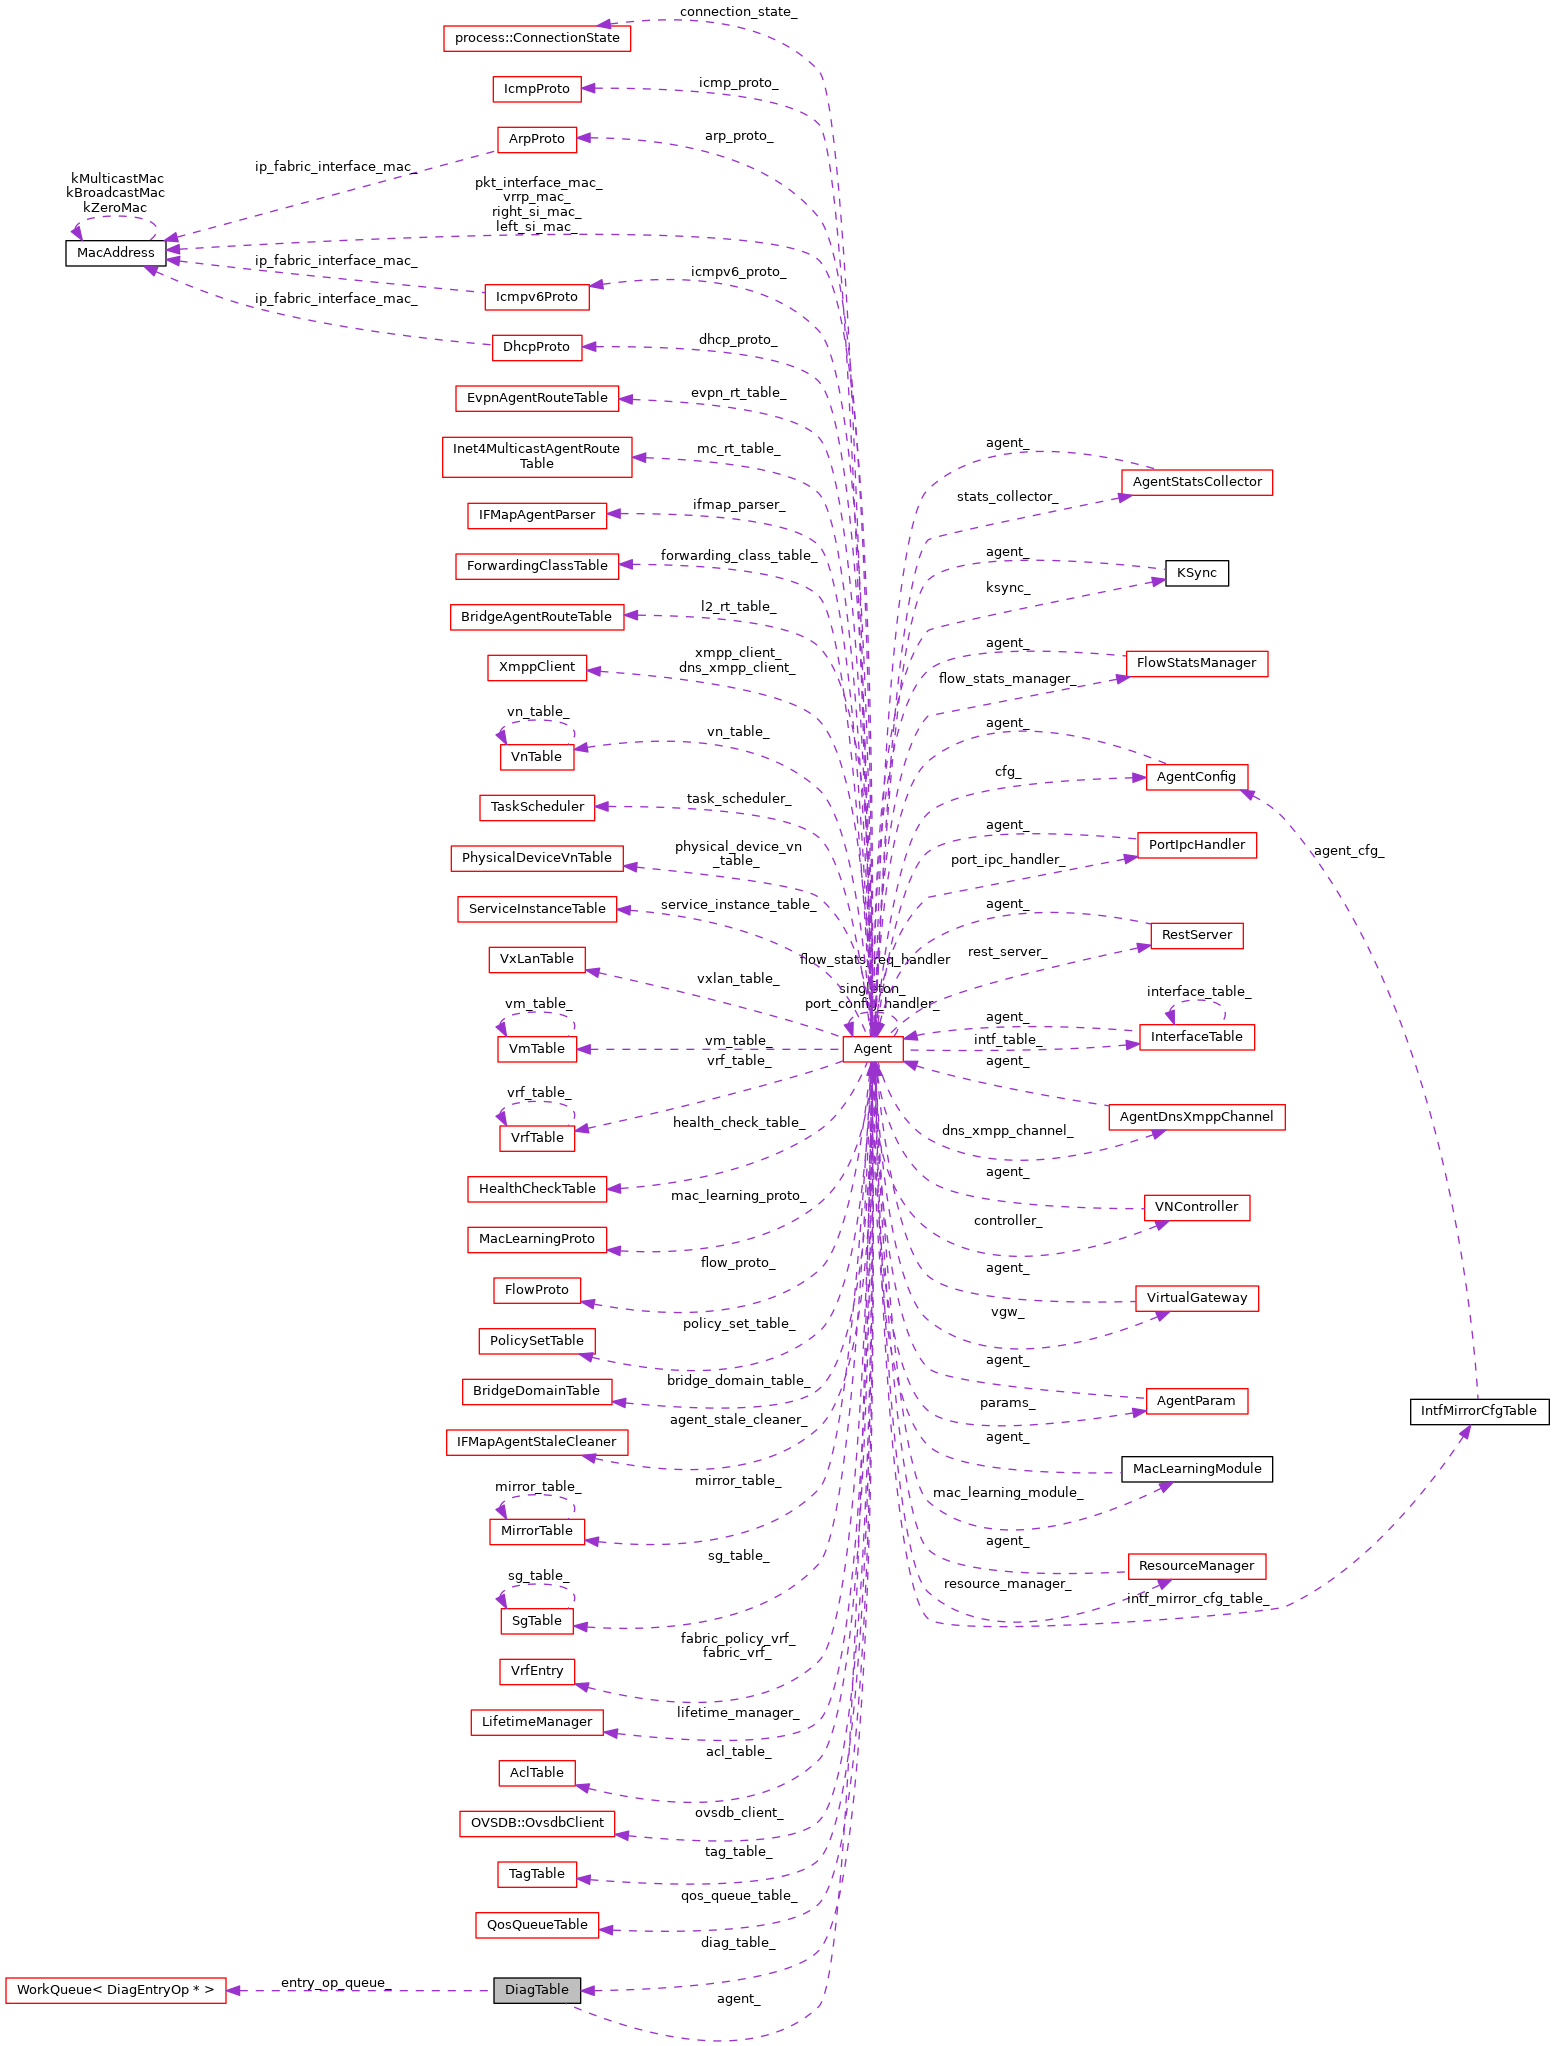 connection_state_
process::ConnectionState
icmp_proto_
IcmpProto
arp_proto_
ArpProto
ip_fabric_interface_mac_
kMulticastMac
kBroadcastMac
kZeroMac
pkt_interface_mac_
vrrp_mac_
right_si_mac_
left_si_mac_
MacAddress
ip_fabric_interface_mac_
icmpv6_proto_
Icmpv6Proto
ip_fabric_interface_mac_
dhcp_proto_
DhcpProto
evpn_rt_table_
EvpnAgentRouteTable
mc_rt_table_
Inet4MulticastAgentRoute
Table
agent_
AgentStatsCollector
stats_collector_
ifmap_parser_
IFMapAgentParser
forwarding_class_table_
ForwardingClassTable
agent_
KSync
ksync_
l2_rt_table_
BridgeAgentRouteTable
xmpp_client_
dns_xmpp_client_
XmppClient
agent_
FlowStatsManager
flow_stats_manager_
vn_table_
vn_table_
VnTable
agent_
cfg_
AgentConfig
task_scheduler_
TaskScheduler
agent_
PortIpcHandler
port_ipc_handler_
agent_cfg_
physical_device_vn
_table_
PhysicalDeviceVnTable
service_instance_table_
ServiceInstanceTable
agent_
RestServer
rest_server_
vxlan_table_
VxLanTable
flow_stats_req_handler
singleton_
port_config_handler_
vm_table_
vm_table_
VmTable
Agent
interface_table_
agent_
InterfaceTable
intf_table_
vrf_table_
vrf_table_
VrfTable
agent_
AgentDnsXmppChannel
dns_xmpp_channel_
health_check_table_
HealthCheckTable
agent_
VNController
controller_
mac_learning_proto_
MacLearningProto
flow_proto_
FlowProto
agent_
VirtualGateway
vgw_
policy_set_table_
PolicySetTable
bridge_domain_table_
BridgeDomainTable
agent_
AgentParam
params_
IntfMirrorCfgTable
agent_stale_cleaner_
IFMapAgentStaleCleaner
agent_
MacLearningModule
mac_learning_module_
mirror_table_
mirror_table_
MirrorTable
sg_table_
sg_table_
SgTable
agent_
ResourceManager
resource_manager_
intf_mirror_cfg_table_
fabric_policy_vrf_
fabric_vrf_
VrfEntry
lifetime_manager_
LifetimeManager
acl_table_
AclTable
ovsdb_client_
OVSDB::OvsdbClient
tag_table_
TagTable
qos_queue_table_
QosQueueTable
diag_table_
DiagTable
entry_op_queue_
WorkQueue< DiagEntryOp * >
agent_